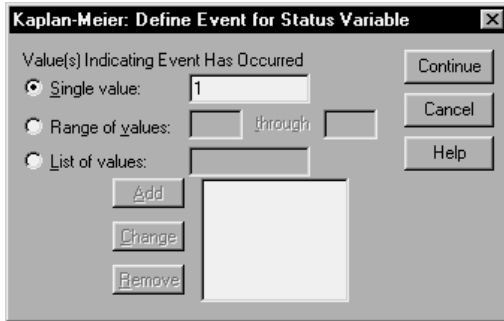 Kaplan-Meier: Define Event for Status Variable
Value(s) Indicating Event Has Occurred
Single value: 1
Range of values: through
List of values:
Add
Change
Remove
Continue
Cancel
Help